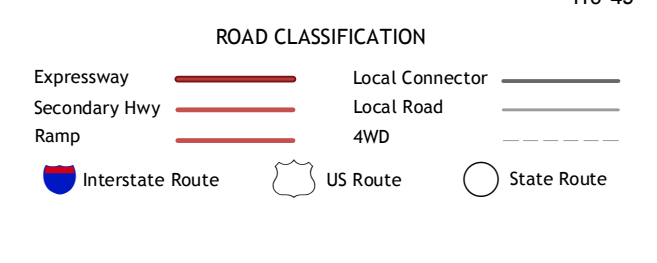 ROAD CLASSIFICATION
Expressway
Local Connector
Secondary Hwy
Local Road
Ramp
4WD
Interstate Route
US Route
State Route